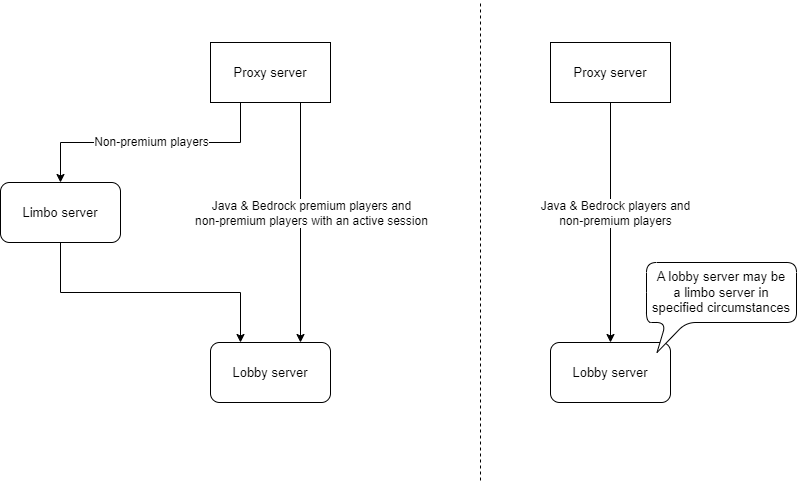 Proxy server
Non-premium players
Limbo server
Java & Bedrock premium players and
non-premium players with an active session
Lobby server
Proxy server
Java & Bedrock players and
non-premium players
A lobby server may be
a limbo server in
specified circumstances
Lobby server